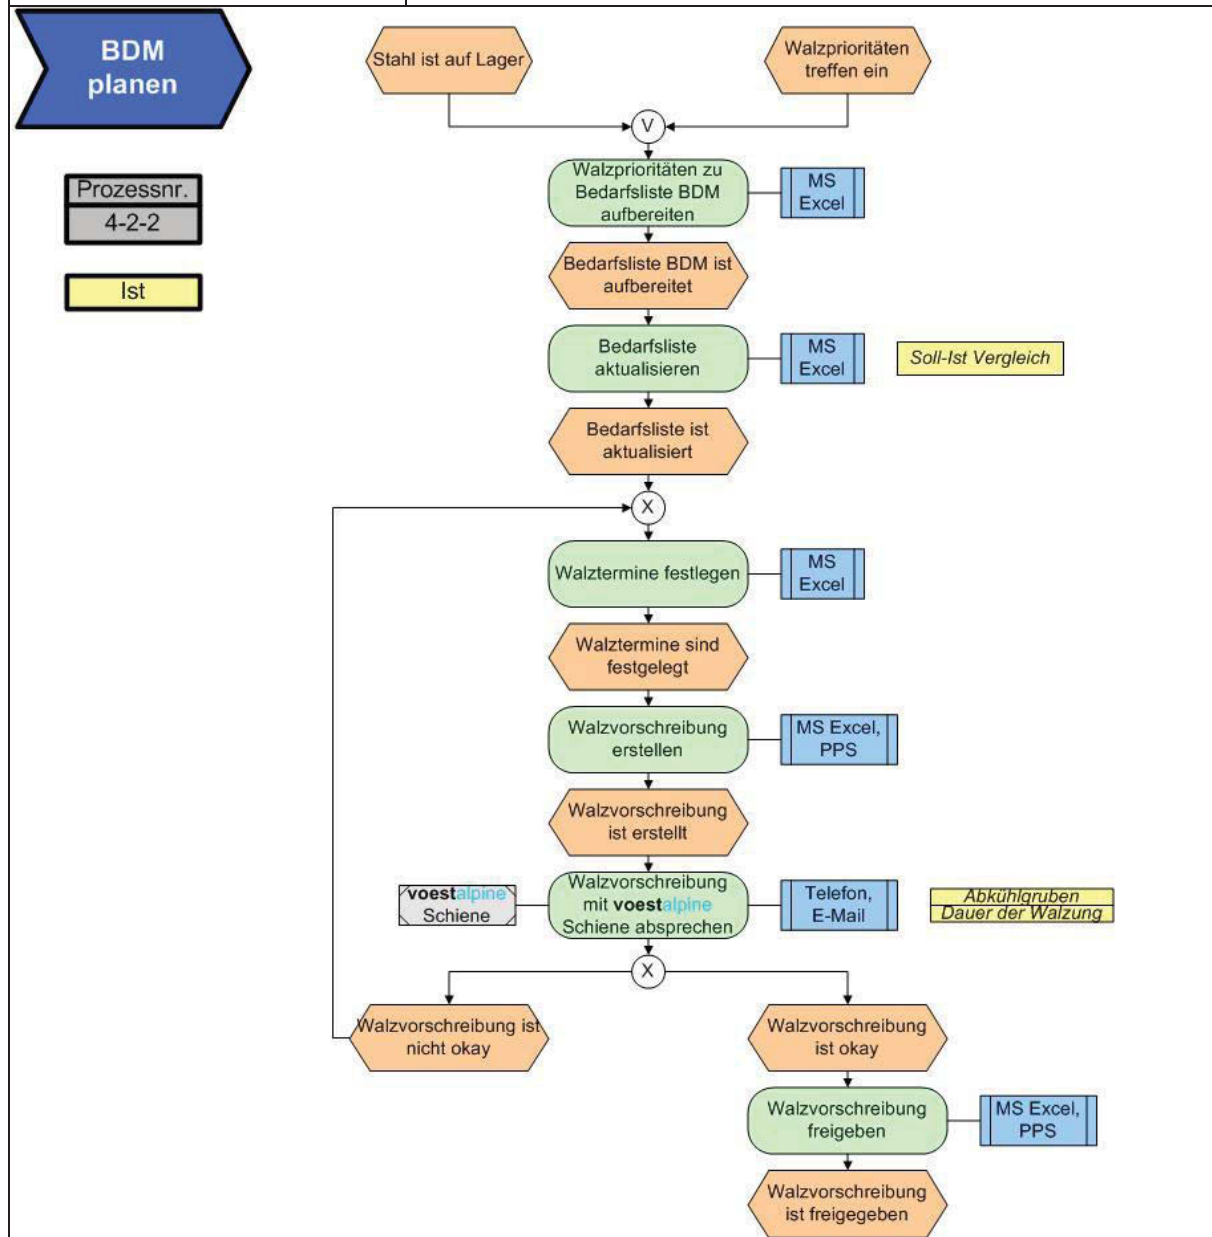 BDM
planen
Prozessnr.
4-2-2
Ist
Stahl ist auf Lager
Walzprioritäten
treffen ein
V
Walzprioritäten zu
Bedarfsliste BDM
aufbereiten
MS
Excel
Bedarfsliste BDM ist
aufbereitet
Bedarfsliste
aktualisieren
MS
Excel
Soll-Ist Vergleich
Bedarfsliste ist
aktualisiert
X
Walztermine festlegen
MS
Excel
Walztermine sind
festgelegt
Walzvorschreibung
erstellen
MS Excel,
PPS
Walzvorschreibung
ist erstellt
voestalpine
Schiene
Walzvorschreibung
mit voestalpine
Schiene absprechen
Telefon,
E-Mail
Abkühlgruben
Dauer der Walzung
X
Walzvorschreibung ist
nicht okay
Walzvorschreibung
ist okay
Walzvorschreibung
freigeben
MS Excel,
PPS
Walzvorschreibung
ist freigegeben